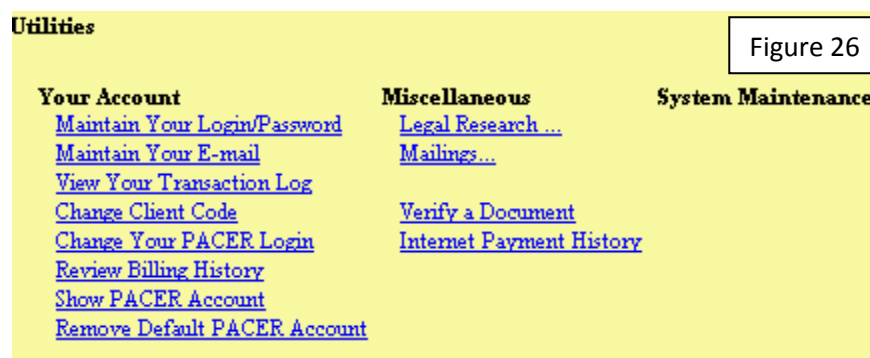 Utilities
Figure 26
Your Account
Maintain Your Login/Password
Maintain Your E-mail
View Your Transaction Log
Change Client Code
Change Your PACER Login
Review Billing History
Show PACER Account
Remove Default PACER Account
Miscellaneous
Legal Research ...
Mailings...
Verify a Document
Internet Payment History
System Maintenance